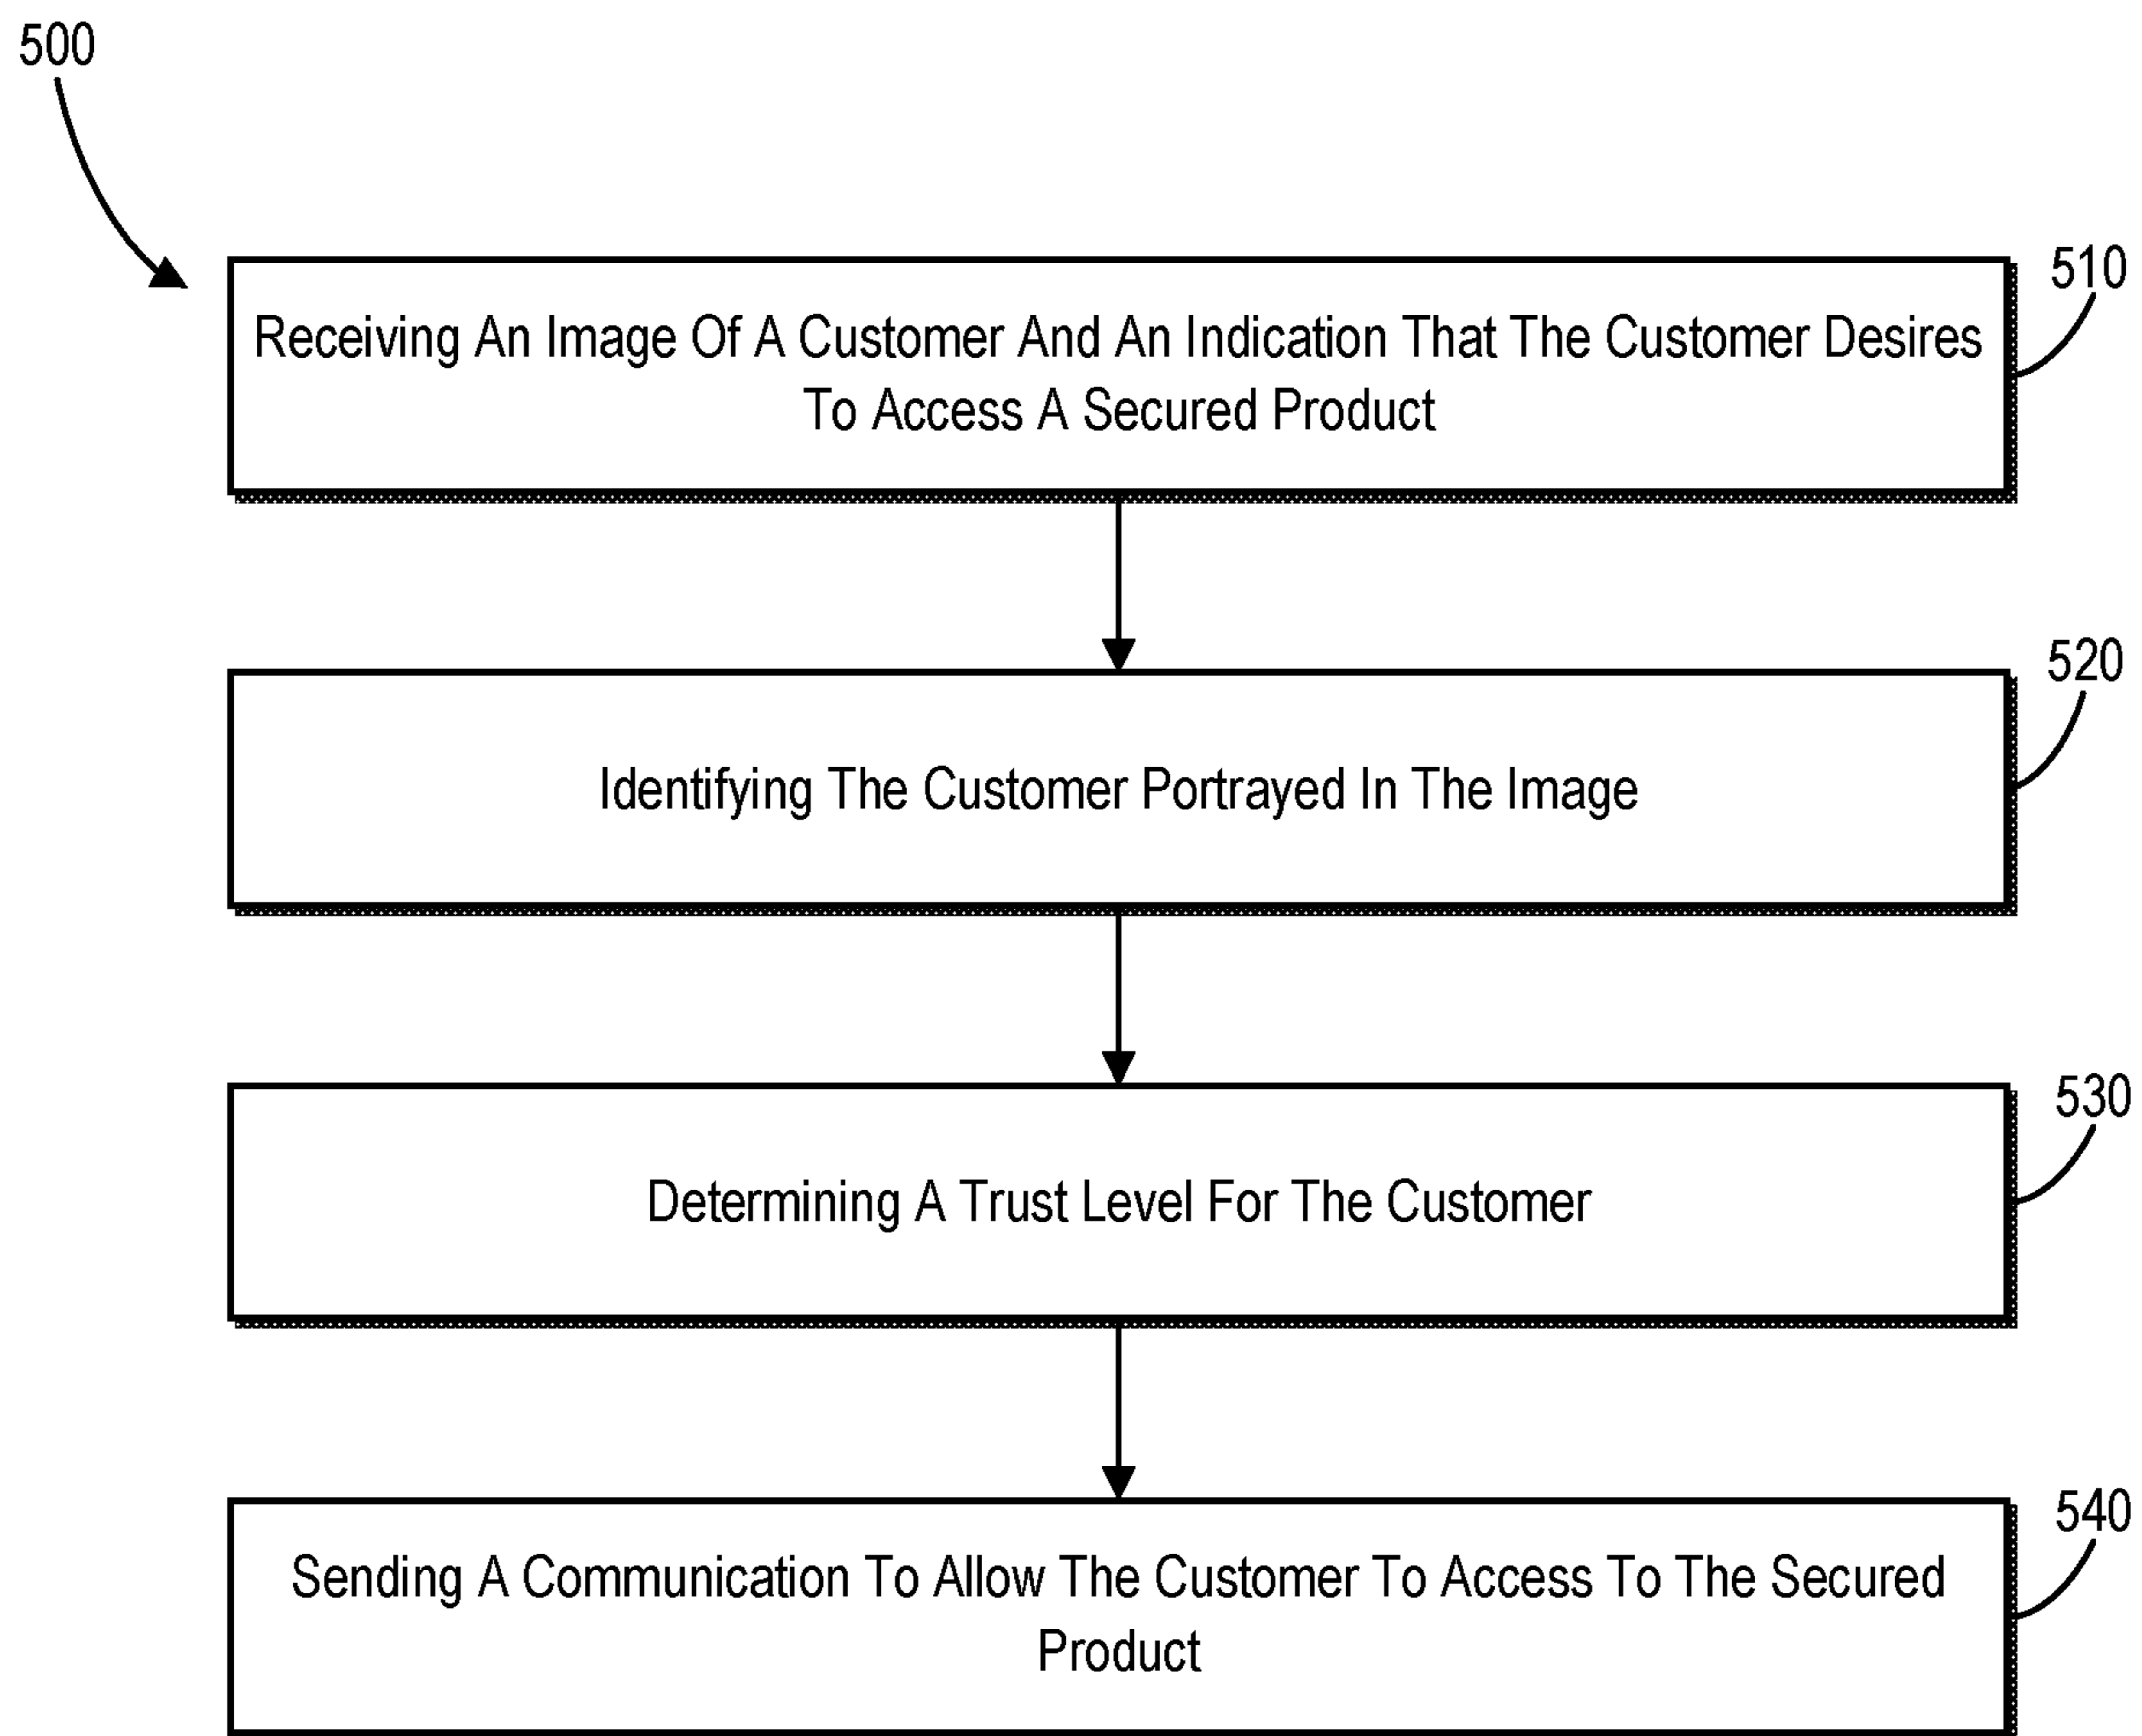 500
510
Receiving An Image Of A Customer And An Indication That The Customer Desires
To Access A Secured Product
520
Identifying The Customer Portrayed In The Image
530
Determining A Trust Level For The Customer
540
Sending A Communication To Allow The Customer To Access To The Secured
Product